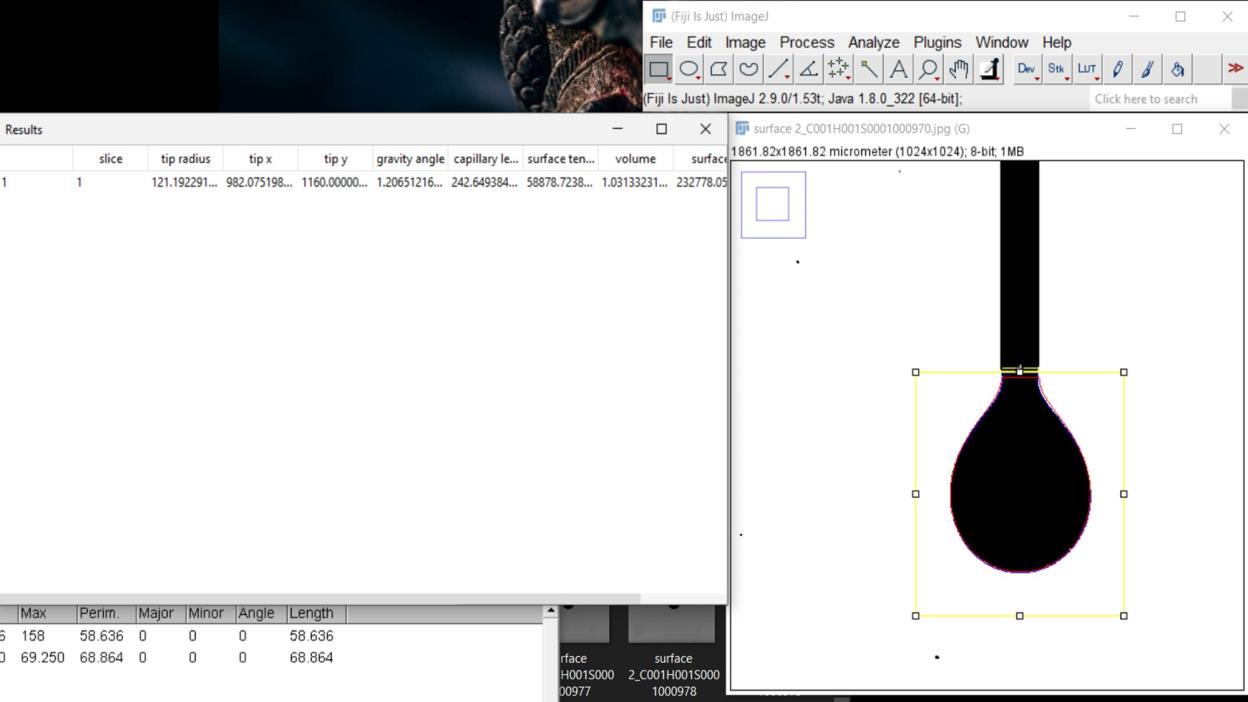 (Fiji Is Just) ImageJ
File Edit Image Process Analyze Plugins Window Help
Dev Stk LUT
(Fiji Is Just) ImageJ 2.9.0/1.53t; Java 1.8.0_322 [64-bit];
Click here to search
Results
slice tip radius tip x tip y gravity angle capillary le... surface ten... volume surface
1 1 121.192291... 982.075198... 1160.00000... 1.20651216... 242.649384... 58878.7238... 1.03133231... 232778.05
surface 2_C001H001S0001000970.jpg (G)
1861.82x1861.82 micrometer (1024x1024); 8-bit; 1MB
Max Perim. Major Minor Angle Length
6 158 58.636 0 0 0 58.636
0 69.250 68.864 0 0 0 68.864
rface
H001S000
00977
surface
2_C001H001S000
1000978